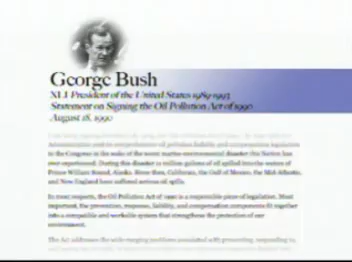 George Bush
XLI President of the United States 1989-1993
Statement on Signing the Oil Pollution Act of 1990
August 18, 1990
Administration sent us comprehensive oil pollution liability and compensation legislation
to the Congress in the wake of the worst marine environmental disaster this Nation has
ever experienced. During this disaster 11 million gallons of oil spilled into the waters of
Prince William Sound, Alaska. Since then, California, the Gulf of Mexico, the Mid-Atlantic,
and New England have suffered serious oil spills.
In most respects, the Oil Pollution Act of 1990 is a responsible piece of legislation. Most
important, the prevention, response, liability, and compensation components fit together
into a compatible and workable system that strengthens the protection of our
environment.
The Act addresses the wide-ranging problems associated with preventing, responding to,